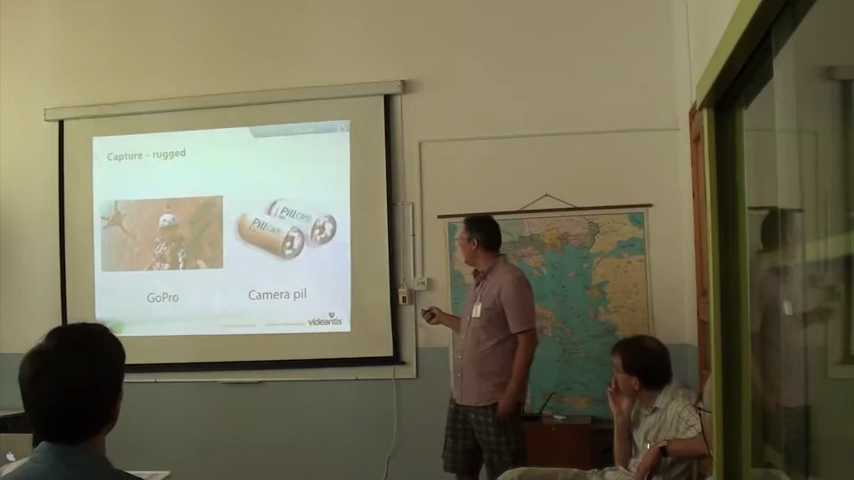 Capture - rugged
PillCAM
PillCAM
GoPro
Camera pil
videantis